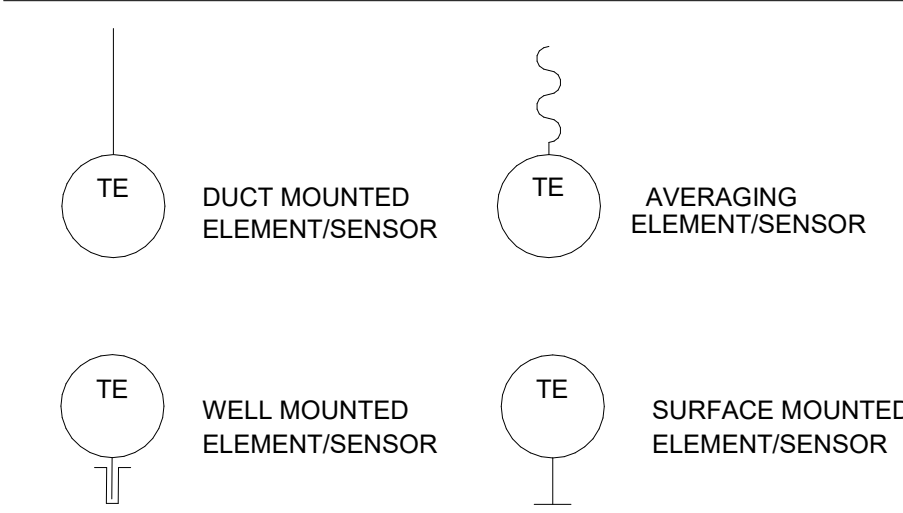 TE
DUCT MOUNTED
ELEMENT/SENSOR
TE
AVERAGING
ELEMENT/SENSOR
TE
WELL MOUNTED
ELEMENT/SENSOR
TE
SURFACE MOUNTED
ELEMENT/SENSOR